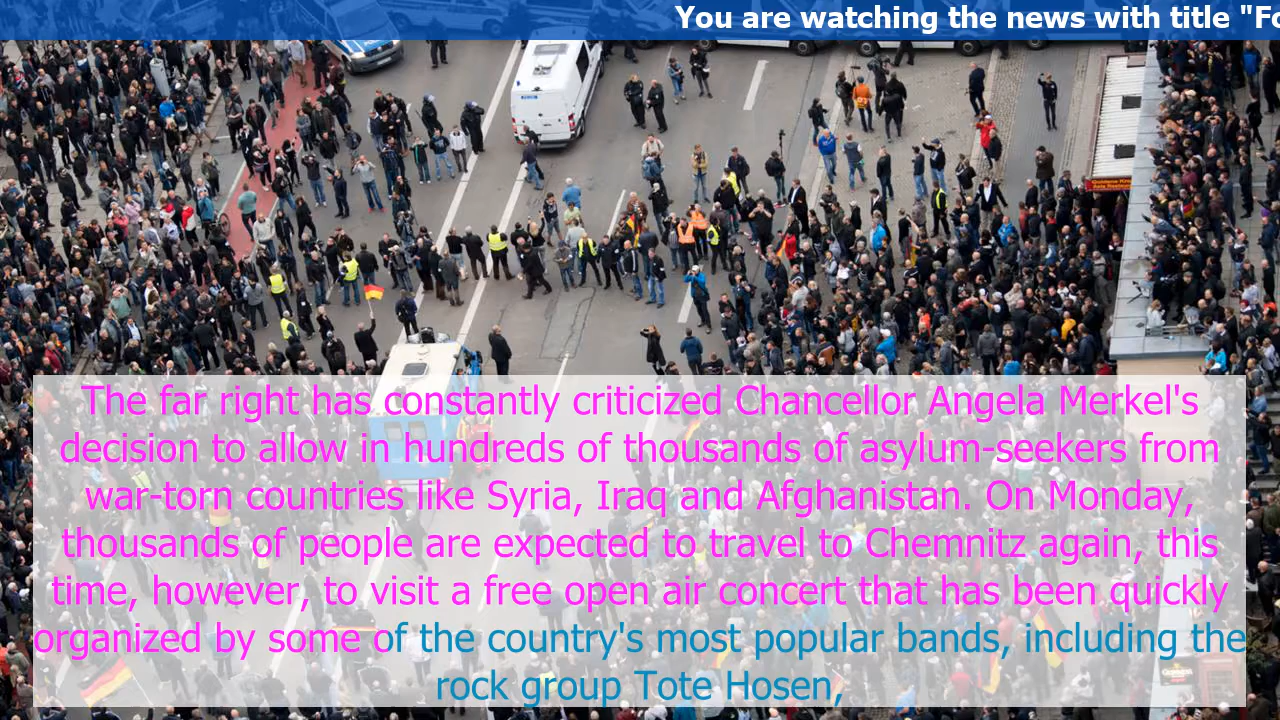 You are watching the news with title "Fo
The far right has constantly criticized Chancellor Angela Merkel's
decision to allow in hundreds of thousands of asylum-seekers from
war-torn countries like Syria, Iraq and Afghanistan. On Monday,
thousands of people are expected to travel to Chemnitz again, this
time, however, to visit a free open air concert that has been quickly
organized by some of the country's most popular bands, including the
rock group Tote Hosen,